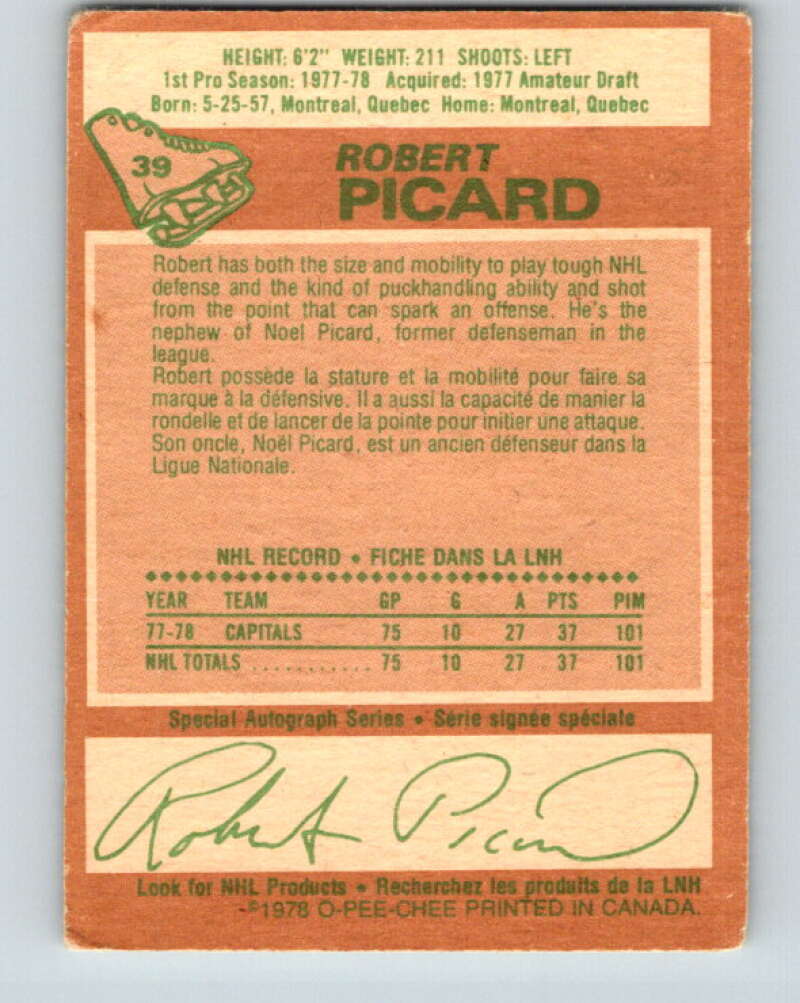 HEIGHT: 6'2" WEIGHT: 211 SHOOTS: LEFT
1st Pro Season: 1977-78 Acquired: 1977 Amateur Draft
Born: 5-25-57, Montreal, Quebec Home: Montreal, Quebec
39
ROBERT
PICARD
Robert has both the size and mobility to play tough NHL
defense and the kind of puckhandling ability and shot
from the point that can spark an offense. He's the
nephew of Noel Picard, former defenseman in the
league.
Robert possède la stature et la mobilité pour faire sa
marque à la défensive. Il a aussi la capacité de manier la
rondelle et de lancer de la pointe pour initier une attaque.
Son oncle, Noël Picard, est un ancien défenseur dans la
Ligue Nationale.
NHL RECORD • FICHE DANS LA LNH
YEAR TEAM GP G A PTS PIM
77-78 CAPITALS 75 10 27 37 101
NHL TOTALS ........... 75 10 27 37 101
Special Autograph Series • Série signée spéciale
Robert Picard
Look for NHL Products • Recherchez les produits de la LNH
©1978 O-PEE-CHEE PRINTED IN CANADA.